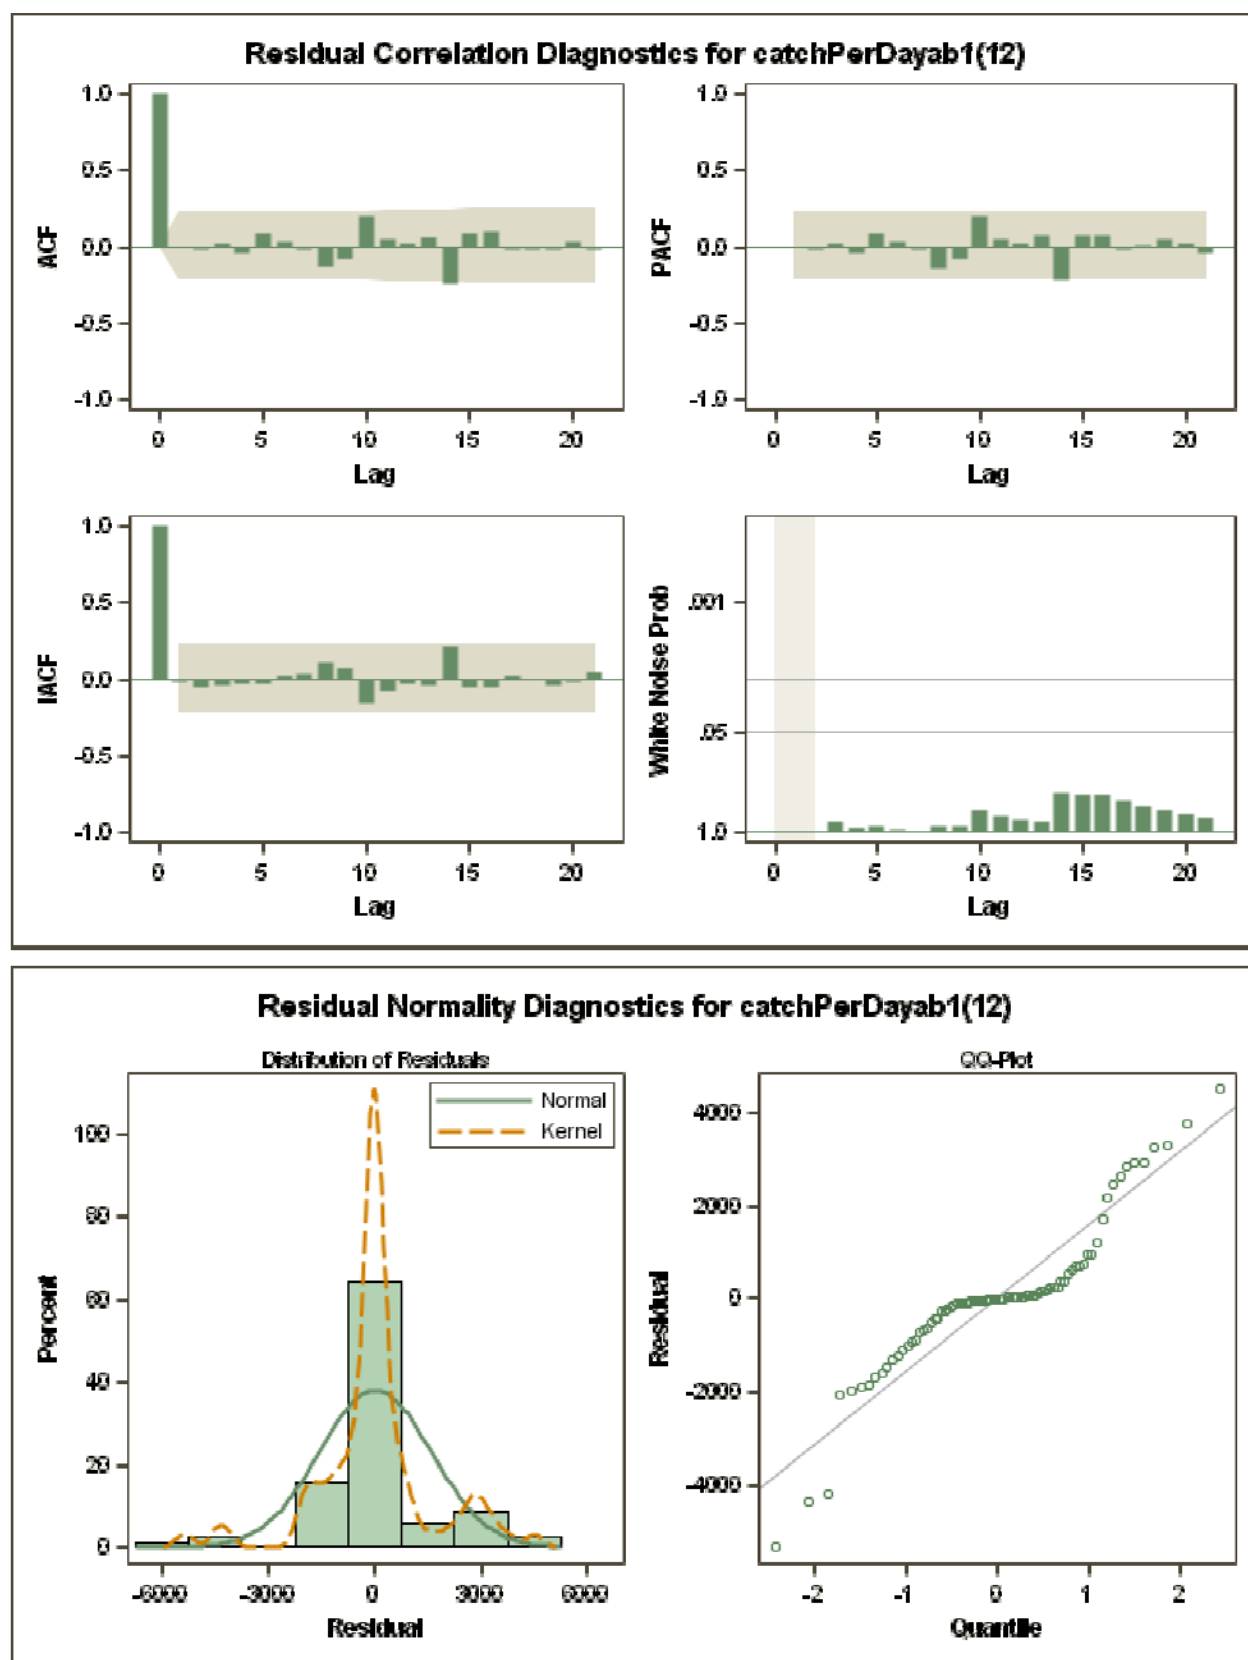 Residual Correlation Diagnostics for catchPerDayab1(12)
1.0
0.5
0.0
-0.5
-1.0
ACF
0 5 10 15 20
Lag
1.0
0.5
0.0
-0.5
-1.0
PACF
0 5 10 15 20
Lag
1.0
0.5
0.0
-0.5
-1.0
IACF
0 5 10 15 20
Lag
.001
.05
1.0
White Noise Prob
0 5 10 15 20
Lag
Residual Normality Diagnostics for catchPerDayab1(12)
Distribution of Residuals
Normal
Kernel
100
80
60
40
20
0
Percent
-6000 -3000 0 3000 6000
Residual
QQ-Plot
4000
2000
0
-2000
-4000
Residual
-2 -1 0 1 2
Quantile